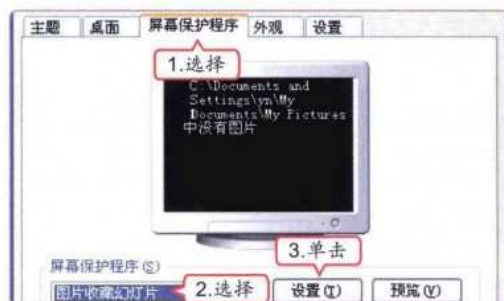 主题 桌面 屏幕保护程序 外观 设置
1.选择
C:\Documents and
Settings\yn\My
Documents\My Pictures
中没有图片
3.单击
屏幕保护程序(S)
图片收藏幻灯片 2.选择 设置(T) 预览(V)